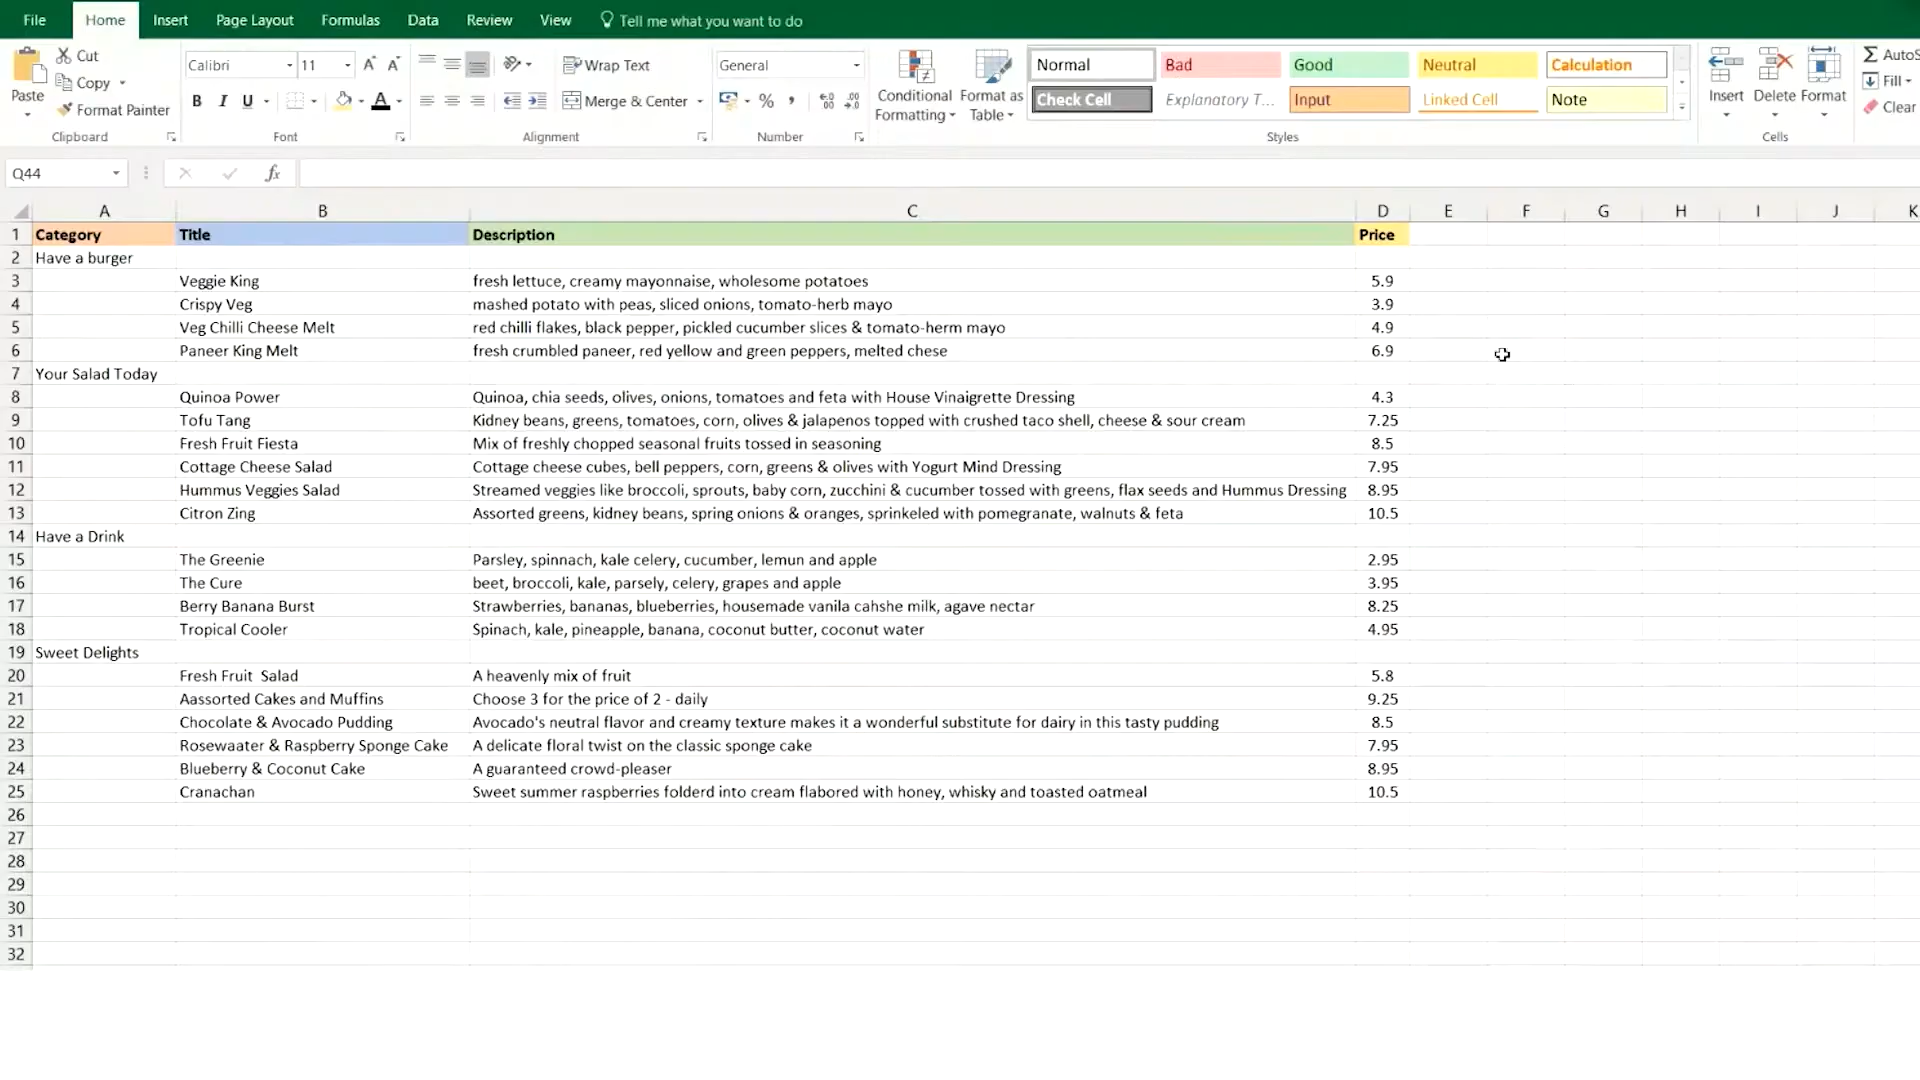 File Home Insert Page Layout Formulas Data Review View Tell me what you want to do
Cut
Copy
Format Painter
Paste
Clipboard
Calibri 11 A A
B I U A
Font
Wrap Text
Merge & Center
Alignment
General
%
Number
Conditional Formatting
Format as Table
Normal Bad Good Neutral Calculation
Check Cell Explanatory T... Input Linked Cell Note
Styles
Insert Delete Format
Cells
AutoS
Fill
Clear
Q44 fx
A B C D E F G H I J K
1 Category Title Description Price
2 Have a burger
3 Veggie King fresh lettuce, creamy mayonnaise, wholesome potatoes 5.9
4 Crispy Veg mashed potato with peas, sliced onions, tomato-herb mayo 3.9
5 Veg Chilli Cheese Melt red chilli flakes, black pepper, pickled cucumber slices & tomato-herm mayo 4.9
6 Paneer King Melt fresh crumbled paneer, red yellow and green peppers, melted chese 6.9
7 Your Salad Today
8 Quinoa Power Quinoa, chia seeds, olives, onions, tomatoes and feta with House Vinaigrette Dressing 4.3
9 Tofu Tang Kidney beans, greens, tomatoes, corn, olives & jalapenos topped with crushed taco shell, cheese & sour cream 7.25
10 Fresh Fruit Fiesta Mix of freshly chopped seasonal fruits tossed in seasoning 8.5
11 Cottage Cheese Salad Cottage cheese cubes, bell peppers, corn, greens & olives with Yogurt Mind Dressing 7.95
12 Hummus Veggies Salad Streamed veggies like broccoli, sprouts, baby corn, zucchini & cucumber tossed with greens, flax seeds and Hummus Dressing 8.95
13 Citron Zing Assorted greens, kidney beans, spring onions & oranges, sprinkeled with pomegranate, walnuts & feta 10.5
14 Have a Drink
15 The Greenie Parsley, spinnach, kale celery, cucumber, lemun and apple 2.95
16 The Cure beet, broccoli, kale, parsely, celery, grapes and apple 3.95
17 Berry Banana Burst Strawberries, bananas, blueberries, housemade vanila cahshe milk, agave nectar 8.25
18 Tropical Cooler Spinach, kale, pineapple, banana, coconut butter, coconut water 4.95
19 Sweet Delights
20 Fresh Fruit  Salad A heavenly mix of fruit 5.8
21 Aassorted Cakes and Muffins Choose 3 for the price of 2 - daily 9.25
22 Chocolate & Avocado Pudding Avocado's neutral flavor and creamy texture makes it a wonderful substitute for dairy in this tasty pudding 8.5
23 Rosewaater & Raspberry Sponge Cake A delicate floral twist on the classic sponge cake 7.95
24 Blueberry & Coconut Cake A guaranteed crowd-pleaser 8.95
25 Cranachan Sweet summer raspberries folderd into cream flabored with honey, whisky and toasted oatmeal 10.5
26
27
28
29
30
31
32